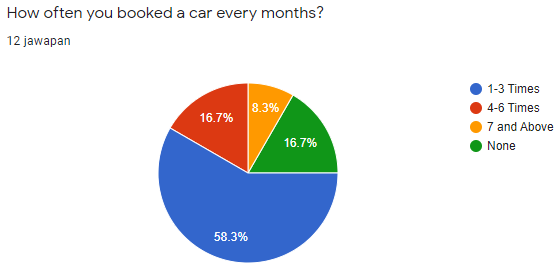 How often you booked a car every months?
12 jawapan
1-3 Times
4-6 Times
7 and Above
None
8.3%
16.7%
16.7%
58.3%